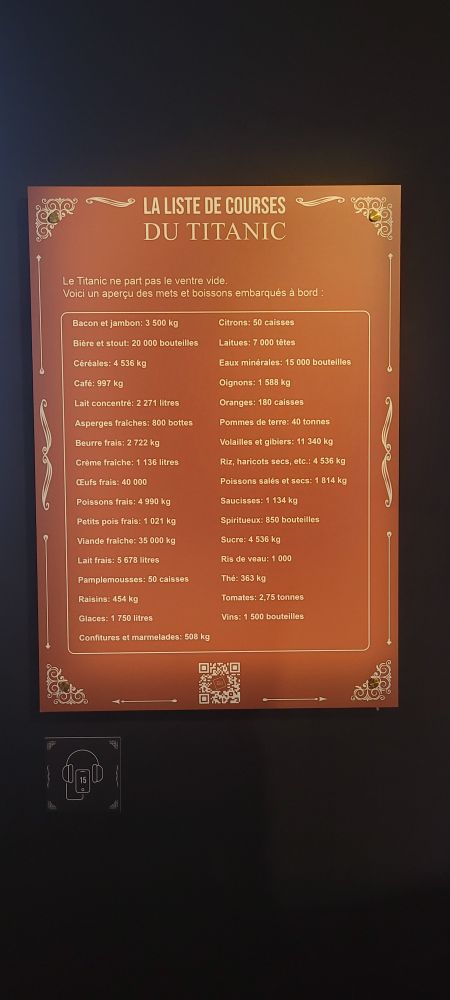 LA LISTE DE COURSES
DU TITANIC
Le Titanic ne part pas le ventre vide.
Voici un aperçu des mets et boissons embarqués à bord :
Bacon et jambon: 3 500 kg
Bière et stout: 20 000 bouteilles
Céréales: 4 536 kg
Café: 997 kg
Lait concentré: 2 271 litres
Asperges fraîches: 800 bottes
Beurre frais: 2 722 kg
Crème fraîche: 1 136 litres
Œufs frais: 40 000
Poissons frais: 4 990 kg
Petits pois frais: 1 021 kg
Viande fraîche: 35 000 kg
Lait frais: 5 678 litres
Pamplemousses: 50 caisses
Raisins: 454 kg
Glaces: 1 750 litres
Confitures et marmelades: 508 kg
Citrons: 50 caisses
Laitues: 7 000 têtes
Eaux minérales: 15 000 bouteilles
Oignons: 1 588 kg
Oranges: 180 caisses
Pommes de terre: 40 tonnes
Volailles et gibiers: 11 340 kg
Riz, haricots secs, etc.: 4 536 kg
Poissons salés et secs: 1 814 kg
Saucisses: 1 134 kg
Spiritueux: 850 bouteilles
Sucre: 4 536 kg
Ris de veau: 1 000
Thé: 363 kg
Tomates: 2,75 tonnes
Vins: 1 500 bouteilles
15